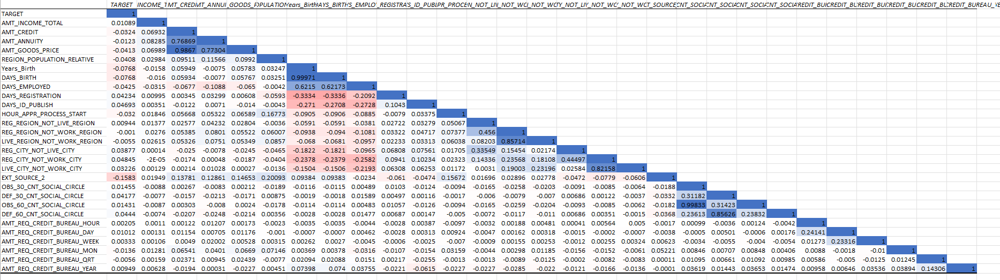 TARGET INCOME_T MT_CREDI MT_ANNUI _GOODS_F PULATION Years_Birth AYS_BIRTH YS_EMPLO _REGISTRA S_ID_PUBL PR_PROCE N_NOT_LI _NOT_WO _NOT_WO TY_NOT_LI _NOT_WO _NOT_WO T_SOURCE CNT_SOCIA CNT_SOCIA CNT_SOCIA CNT_SOCIA REDIT_BUI CREDIT_BU REDIT_BUI REDIT_BU CREDIT_BU CREDIT_BUREAU_YE
TARGET 1
AMT_INCOME_TOTAL 0.01089 1
AMT_CREDIT -0.0324 0.06932 1
AMT_ANNUITY -0.0123 0.08285 0.76869 1
AMT_GOODS_PRICE -0.0413 0.06989 0.9867 0.77304 1
REGION_POPULATION_RELATIVE -0.0408 0.02984 0.09511 0.11566 0.0992 1
Years_Birth -0.0768 -0.0158 0.05949 -0.0075 0.05783 0.03247 1
DAYS_BIRTH -0.0768 -0.016 0.05934 -0.0077 0.05767 0.03251 0.99971 1
DAYS_EMPLOYED -0.0425 -0.0315 -0.0677 -0.1088 -0.065 -0.0042 0.6215 0.62173 1
DAYS_REGISTRATION 0.04234 0.00995 0.00345 0.03299 0.00608 -0.0593 -0.3334 -0.3336 -0.2092 1
DAYS_ID_PUBLISH 0.04693 0.00351 -0.0122 0.0071 -0.014 -0.0043 -0.271 -0.2708 -0.2728 0.1043 1
HOUR_APPR_PROCESS_START -0.032 0.01846 0.05668 0.05322 0.06589 0.16773 -0.0905 -0.0906 -0.0885 -0.0079 0.03375 1
REG_REGION_NOT_LIVE_REGION 0.00944 0.01377 0.02577 0.04232 0.02804 -0.0036 -0.0591 -0.0591 -0.0381 0.02722 0.03279 0.05067 1
REG_REGION_NOT_WORK_REGION -0.001 0.0276 0.05385 0.0801 0.05522 0.06007 -0.0938 -0.094 -0.1081 0.03322 0.04717 0.07377 0.456 1
LIVE_REGION_NOT_WORK_REGION -0.0055 0.02615 0.05326 0.0751 0.05349 0.0857 -0.068 -0.0681 -0.0957 0.02233 0.03313 0.06038 0.08203 0.85714 1
REG_CITY_NOT_LIVE_CITY 0.03877 0.00014 -0.025 -0.0078 -0.0245 -0.0465 -0.1822 -0.1821 -0.0965 0.06808 0.07561 0.01705 0.33549 0.15454 0.02174 1
REG_CITY_NOT_WORK_CITY 0.04845 -2E-05 -0.0174 0.00048 -0.0187 -0.0404 -0.2378 -0.2379 -0.2582 0.0941 0.10234 0.02323 0.14336 0.23568 0.18108 0.44497 1
LIVE_CITY_NOT_WORK_CITY 0.03226 0.00129 0.00214 0.01028 0.00027 -0.0136 -0.1504 -0.1506 -0.2193 0.06308 0.06253 0.01172 0.0031 0.19003 0.23196 0.02584 0.82158 1
EXT_SOURCE_2 -0.1583 0.01949 0.13781 0.12861 0.14653 0.20093 0.09384 0.09383 -0.0234 -0.061 -0.0474 0.15672 0.01696 0.02896 0.02778 -0.0472 -0.0779 -0.0606 1
OBS_30_CNT_SOCIAL_CIRCLE 0.01455 -0.0088 0.00267 -0.0083 0.00212 -0.0189 -0.0116 -0.0115 0.00489 0.0103 -0.0124 -0.0094 -0.0165 -0.0258 -0.0203 -0.0091 -0.0085 -0.0064 -0.0188 1
DEF_30_CNT_SOCIAL_CIRCLE 0.04177 -0.0077 -0.0157 -0.0213 -0.0171 0.00875 -0.0019 -0.0018 0.01589 0.00497 0.00116 -0.0017 -0.006 -0.0079 -0.007 0.00686 0.00122 -0.0037 -0.0332 0.31182 1
OBS_60_CNT_SOCIAL_CIRCLE 0.01431 -0.0087 0.00303 -0.008 0.0024 -0.0178 -0.0114 -0.0114 0.00483 0.01057 -0.0126 -0.0094 -0.0165 -0.0259 -0.0204 -0.0093 -0.0085 -0.0062 -0.0182 0.99833 0.31423 1
DEF_60_CNT_SOCIAL_CIRCLE 0.0444 -0.0074 -0.0207 -0.0248 -0.0214 0.00356 -0.0028 -0.0028 0.01477 0.00687 0.00147 -0.005 -0.0072 -0.0117 -0.011 0.00686 0.00351 -0.0015 -0.0368 0.23613 0.85626 0.23832 1
AMT_REQ_CREDIT_BUREAU_HOUR 0.00205 0.0011 0.00122 0.01207 0.00173 -0.0023 -0.0035 -0.0035 -0.0044 -0.0028 0.00387 -0.0097 -0.0032 0.00188 0.00481 0.00041 0.00564 0.005 -0.0017 0.00099 -0.0036 0.00124 -0.0042 1
AMT_REQ_CREDIT_BUREAU_DAY 0.01012 0.00131 0.01154 0.00705 0.01176 -0.001 -0.0007 -0.0007 0.00462 -0.0028 0.00313 0.00924 -0.0047 0.00162 0.00318 -0.0015 -0.0002 -0.0007 -0.0038 -0.0005 0.00501 -0.0006 0.00176 0.24141 1
AMT_REQ_CREDIT_BUREAU_WEEK 0.00333 0.00106 0.0049 0.02002 0.00528 0.00315 0.00262 0.0027 -0.0045 -0.0006 -0.0025 -0.007 -0.0009 0.00155 0.00253 -0.0012 0.00255 0.00324 0.00623 -0.0034 -0.0055 -0.004 -0.0054 0.01273 0.23316 1
AMT_REQ_CREDIT_BUREAU_MON -0.0136 0.01281 0.06541 0.0401 0.0669 0.07146 0.00369 0.00378 -0.0316 -0.0107 -0.0154 0.03159 -0.0044 0.00298 0.01185 -0.0156 -0.0152 -0.0061 0.05221 0.00846 0.00707 0.00848 0.00406 0.0088 -0.0018 -0.01 1
AMT_REQ_CREDIT_BUREAU_QRT -0.0056 0.00159 0.02371 0.00945 0.02439 -0.0077 0.02094 0.02088 0.0151 0.00217 -0.0255 -0.0013 -0.0013 -0.0089 -0.0125 -0.0002 -0.0082 -0.0083 0.00011 0.01095 0.00661 0.01092 0.00985 0.00586 -0.005 -0.0125 0.01245 1
AMT_REQ_CREDIT_BUREAU_YEAR 0.00949 0.00628 -0.0194 0.00031 -0.0227 0.00451 0.07398 0.074 0.03755 -0.0221 -0.0615 -0.0227 -0.0227 -0.0285 -0.022 -0.0121 -0.0166 -0.0136 -0.0001 0.03619 0.01443 0.03653 0.01474 0.00958 0.00646 0.03536 0.03894 0.14306 1